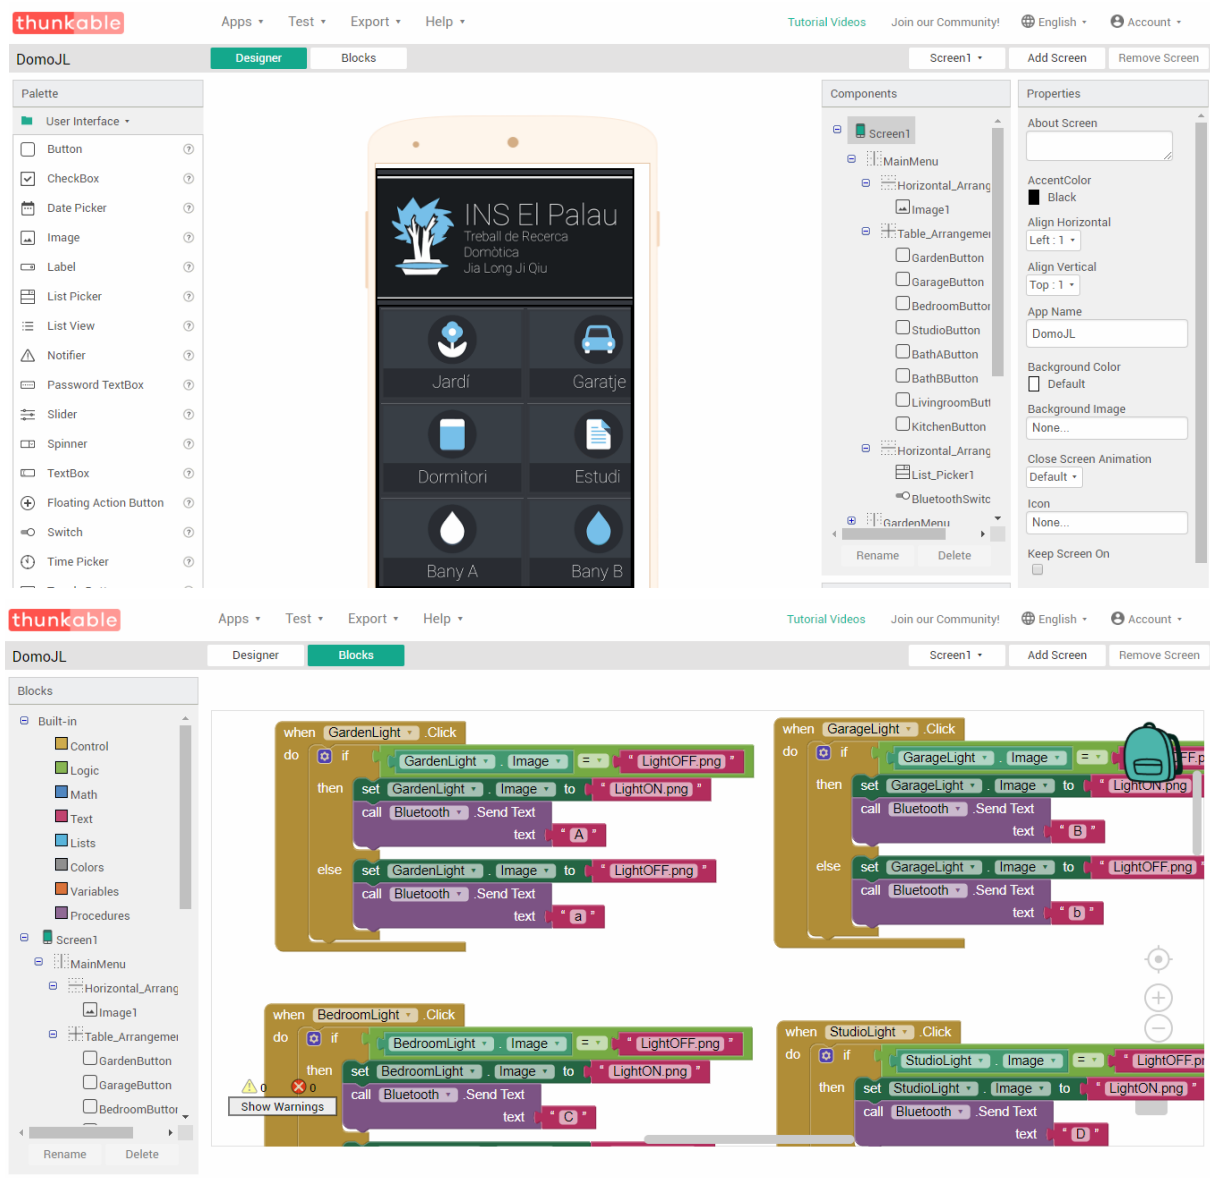 thunkable
Apps Test Export Help Tutorial Videos Join our Community! English Account
DomoJL Designer Blocks Screen1 Add Screen Remove Screen
Palette
User Interface
Button
CheckBox
Date Picker
Image
Label
List Picker
List View
Notifier
Password TextBox
Slider
Spinner
TextBox
Floating Action Button
Switch
Time Picker
INS El Palau
Treball de Recerca
Domòtica
Jia Long Ji Qiu
Jardí Garatje
Dormitori Estudi
Bany A Bany B
Components
Screen1
MainMenu
Horizontal_Arrang
Image1
Table_Arrangemer
GardenButton
GarageButton
BedroomButtor
StudioButton
BathAButton
BathBButton
LivingroomButt
KitchenButton
Horizontal_Arrang
List_Picker1
BluetoothSwitc
GardenMenu
Rename Delete
Properties
About Screen
AccentColor
Black
Align Horizontal
Left : 1
Align Vertical
Top : 1
App Name
DomoJL
Background Color
Default
Background Image
None...
Close Screen Animation
Default
Icon
None...
Keep Screen On
thunkable
Apps Test Export Help Tutorial Videos Join our Community! English Account
DomoJL Designer Blocks Screen1 Add Screen Remove Screen
Blocks
Built-in
Control
Logic
Math
Text
Lists
Colors
Variables
Procedures
Screen1
MainMenu
Horizontal_Arrang
Image1
Table_Arrangemer
GardenButton
GarageButton
BedroomButtor
Rename Delete
when GardenLight .Click
do if GardenLight . Image = " LightOFF.png "
then set GardenLight . Image to " LightON.png "
call Bluetooth .Send Text
text " A "
else set GardenLight . Image to " LightOFF.png "
call Bluetooth .Send Text
text " a "
when GarageLight .Click
do if GarageLight . Image = FF.p
then set GarageLight . Image to " LightON.png
call Bluetooth .Send Text
text " B "
else set GarageLight . Image to " LightOFF.png
call Bluetooth .Send Text
text " b "
when BedroomLight .Click
do if BedroomLight . Image = " LightOFF.png "
then set BedroomLight . Image to " LightON.png "
call Bluetooth .Send Text
text " C "
0 0
Show Warnings
when StudioLight .Click
do if StudioLight . Image = " LightOFF.pr
then set StudioLight . Image to " LightON.png "
call Bluetooth .Send Text
text " D "